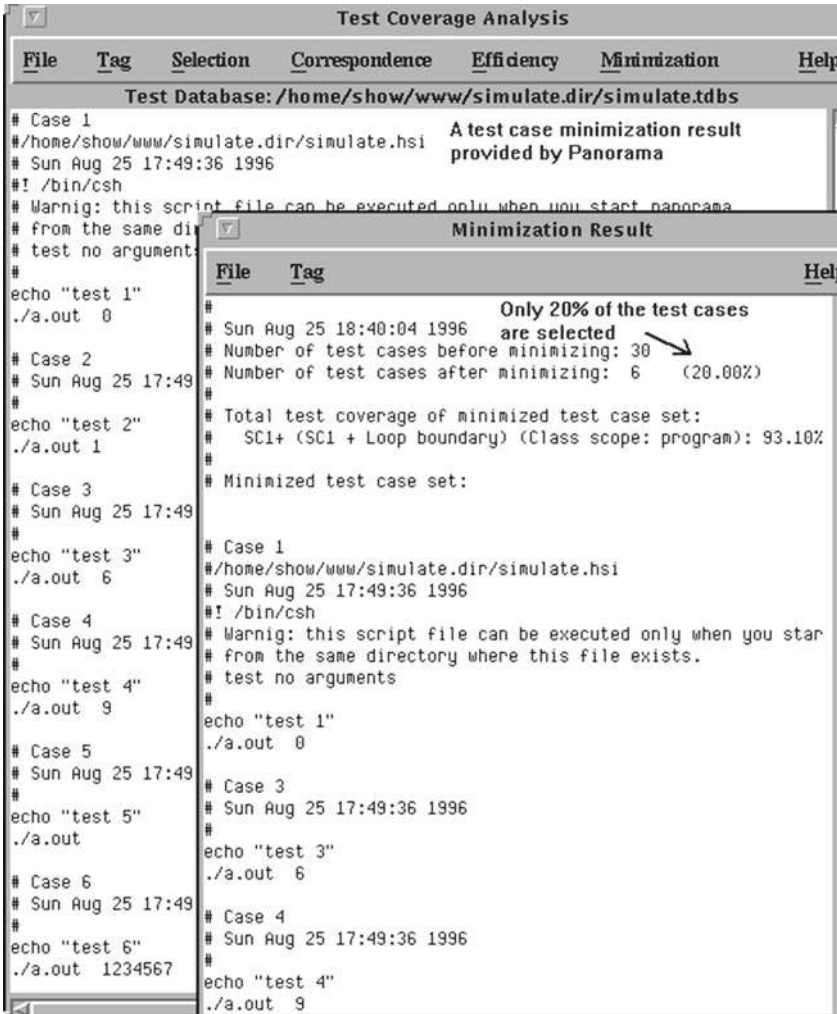 Test Coverage Analysis
File Tag Selection Correspondence Efficiency Minimization Help
Test Database: /home/show/www/simulate.dir/simulate.tdbs
# Case 1
#/home/show/www/simulate.dir/simulate.hsi
# Sun Aug 25 17:49:36 1996
#! /bin/csh
# Warnig: this script file can be executed only when you start panorama
# from the same di
# test no argument
#
echo "test 1"
./a.out 0
# Case 2
# Sun Aug 25 17:49
#
echo "test 2"
./a.out 1
# Case 3
# Sun Aug 25 17:49
#
echo "test 3"
./a.out 6
# Case 4
# Sun Aug 25 17:49
#
echo "test 4"
./a.out 9
# Case 5
# Sun Aug 25 17:49
#
echo "test 5"
./a.out
# Case 6
# Sun Aug 25 17:49
#
echo "test 6"
./a.out 1234567
A test case minimization result
provided by Panorama
Minimization Result
File Tag Help
#
# Sun Aug 25 18:40:04 1996
# Number of test cases before minimizing: 30
# Number of test cases after minimizing: 6 (20.00%)
#
# Total test coverage of minimized test case set:
# SC1+ (SC1 + Loop boundary) (Class scope: program): 93.10%
#
# Minimized test case set:
Only 20% of the test cases
are selected
# Case 1
#/home/show/www/simulate.dir/simulate.hsi
# Sun Aug 25 17:49:36 1996
#! /bin/csh
# Warnig: this script file can be executed only when you star
# from the same directory where this file exists.
# test no arguments
#
echo "test 1"
./a.out 0
# Case 3
# Sun Aug 25 17:49:36 1996
#
echo "test 3"
./a.out 6
# Case 4
# Sun Aug 25 17:49:36 1996
#
echo "test 4"
./a.out 9